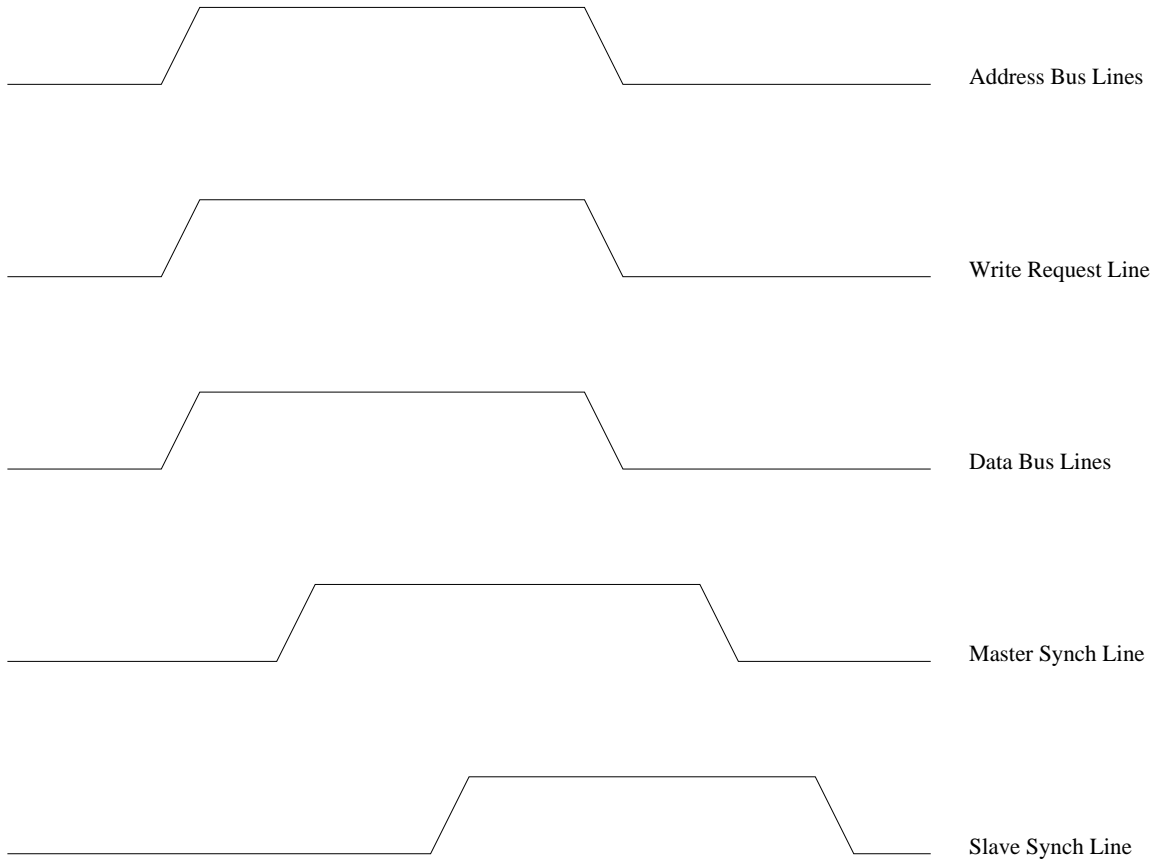 Address Bus Lines
Write Request Line
Data Bus Lines
Master Synch Line
Slave Synch Line